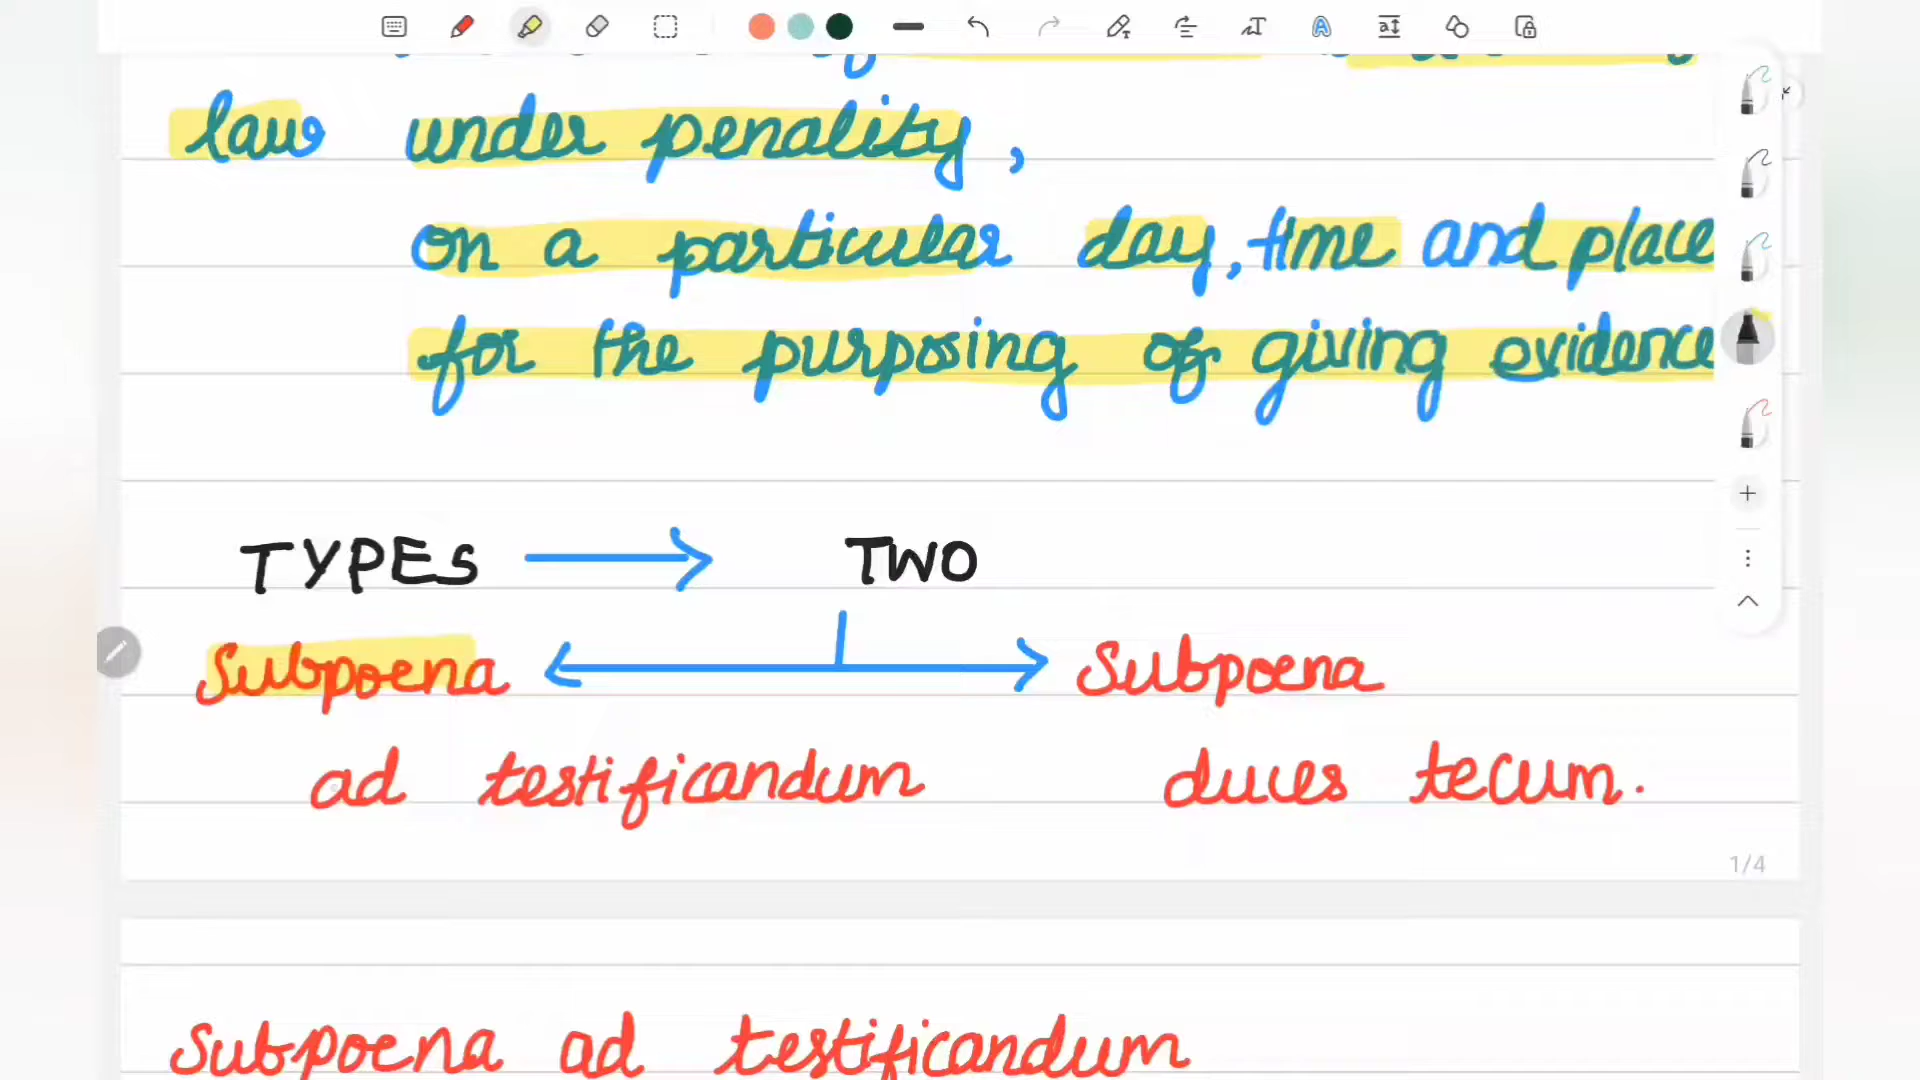 law under penality,
on a particular day, time and place
for the purposing of giving evidence
TYPES TWO
Subpoena Subpoena
ad testificandum duces tecum.
1/4
Subpoena ad testificandum